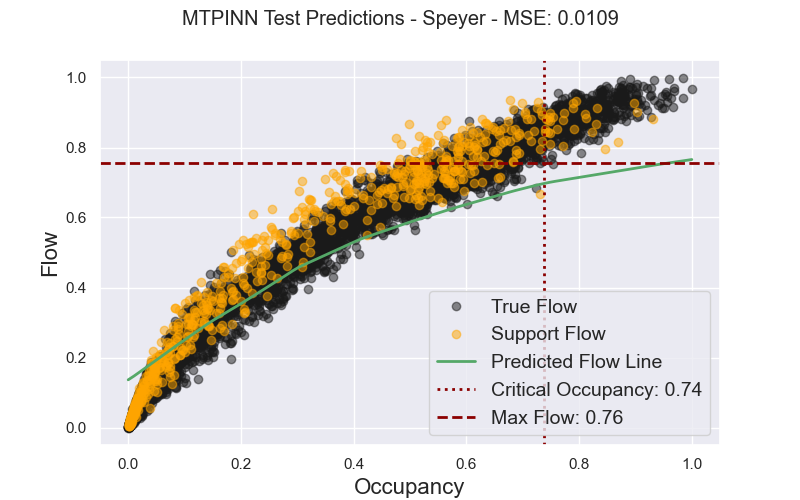 MTPINN Test Predictions - Speyer - MSE: 0.0109
Flow
1.0
0.8
0.6
0.4
0.2
0.0
0.0 0.2 0.4 0.6 0.8 1.0
Occupancy
True Flow
Support Flow
Predicted Flow Line
Critical Occupancy: 0.74
Max Flow: 0.76